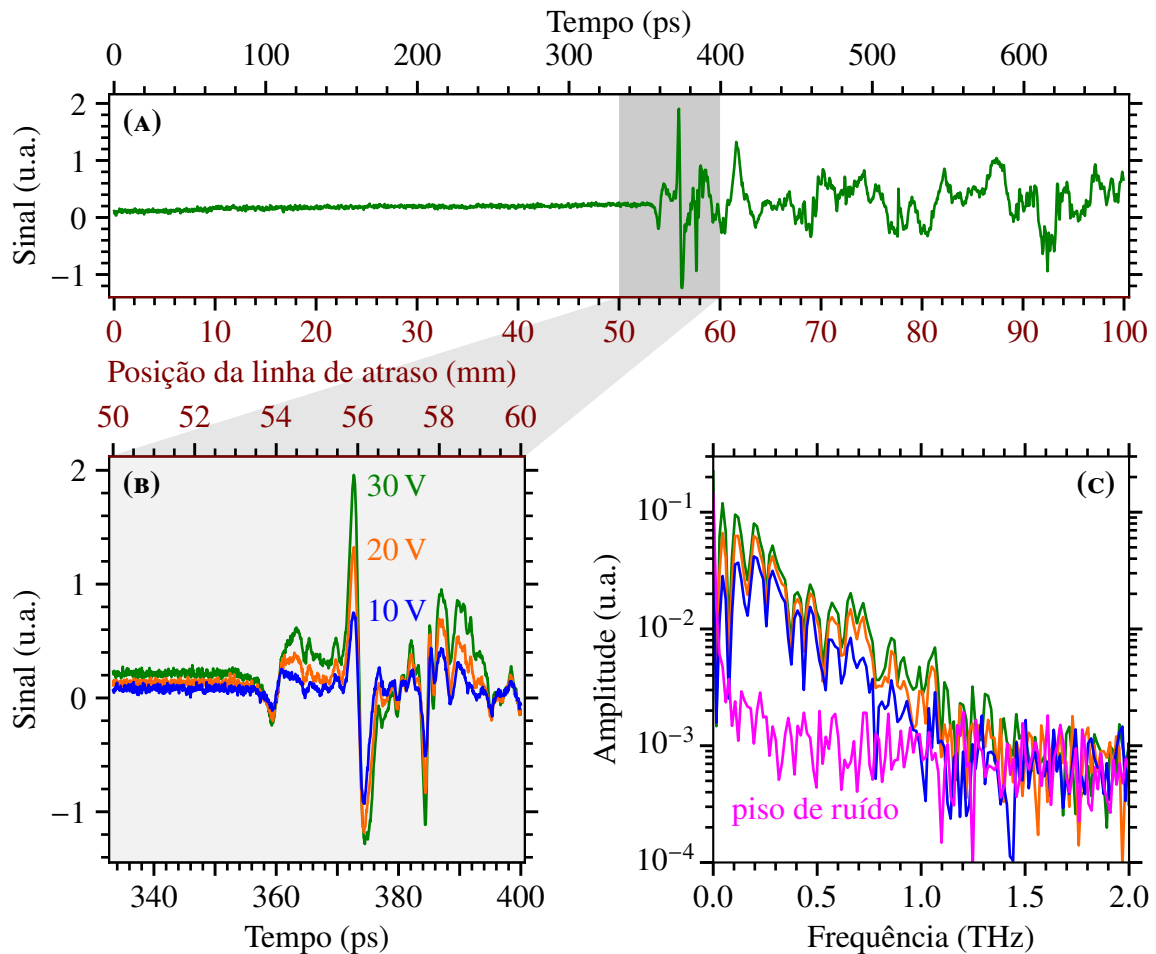 Tempo (ps)
0 100 200 300 400 500 600
(A)
Sinal (u.a.)
2
1
0
−1
0 10 20 30 40 50 60 70 80 90 100
Posição da linha de atraso (mm)
50 52 54 56 58 60
(B)
30 V
20 V
10 V
Sinal (u.a.)
2
1
0
−1
340 360 380 400
Tempo (ps)
(C)
Amplitude (u.a.)
10⁻¹
10⁻²
10⁻³
10⁻⁴
piso de ruído
0.0 0.5 1.0 1.5 2.0
Frequência (THz)